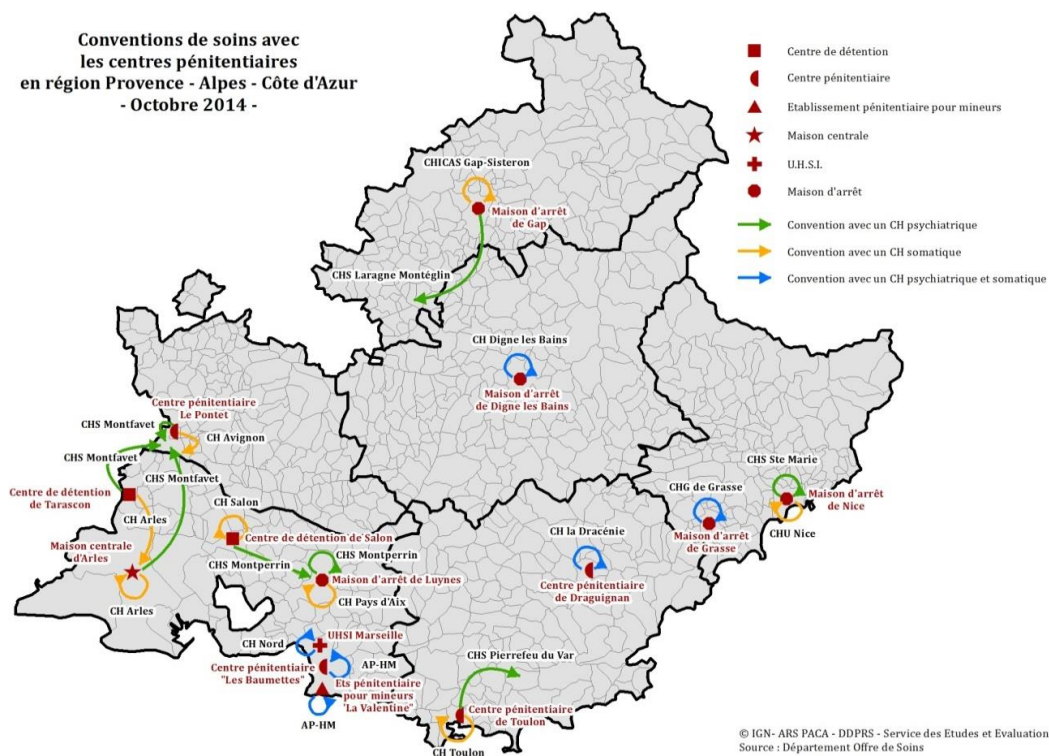 Conventions de soins avec
les centres pénitentiaires
en région Provence - Alpes - Côte d'Azur
- Octobre 2014 -
Centre de détention
Centre pénitentiaire
Etablissement pénitentiaire pour mineurs
Maison centrale
U.H.S.I.
Maison d'arrêt
Convention avec un CH psychiatrique
Convention avec un CH somatique
Convention avec un CH psychiatrique et somatique
CHICAS Gap-Sisteron
Maison d'arrêt
de Gap
CHS Laragne Montéglin
CH Digne les Bains
Maison d'arrêt
de Digne les Bains
Centre pénitentiaire
Le Pontet
CHS Montfavet
CH Avignon
CHS Montfavet
CHS Montfavet
Centre de détention
de Tarascon
CH Arles
Maison centrale
d'Arles
CH Arles
CH Salon
Centre de détention de Salon
CHS Montperrin
CHS Montperrin
Maison d'arrêt de Luynes
CH Pays d'Aix
CHS Ste Marie
Maison d'arrêt
de Nice
CHU Nice
CHG de Grasse
Maison d'arrêt
de Grasse
CH la Dracénie
Centre pénitentiaire
de Draguignan
UHSI Marseille
CH Nord
Centre pénitentiaire
"Les Baumettes"
AP-HM
Ets pénitentiaire
pour mineurs
"La Valentine"
AP-HM
CHS Pierrefeu du Var
Centre pénitentiaire
de Toulon
CH Toulon
© IGN- ARS PACA - DDPRS - Service des Etudes et Evaluation
Source : Département Offre de Soins